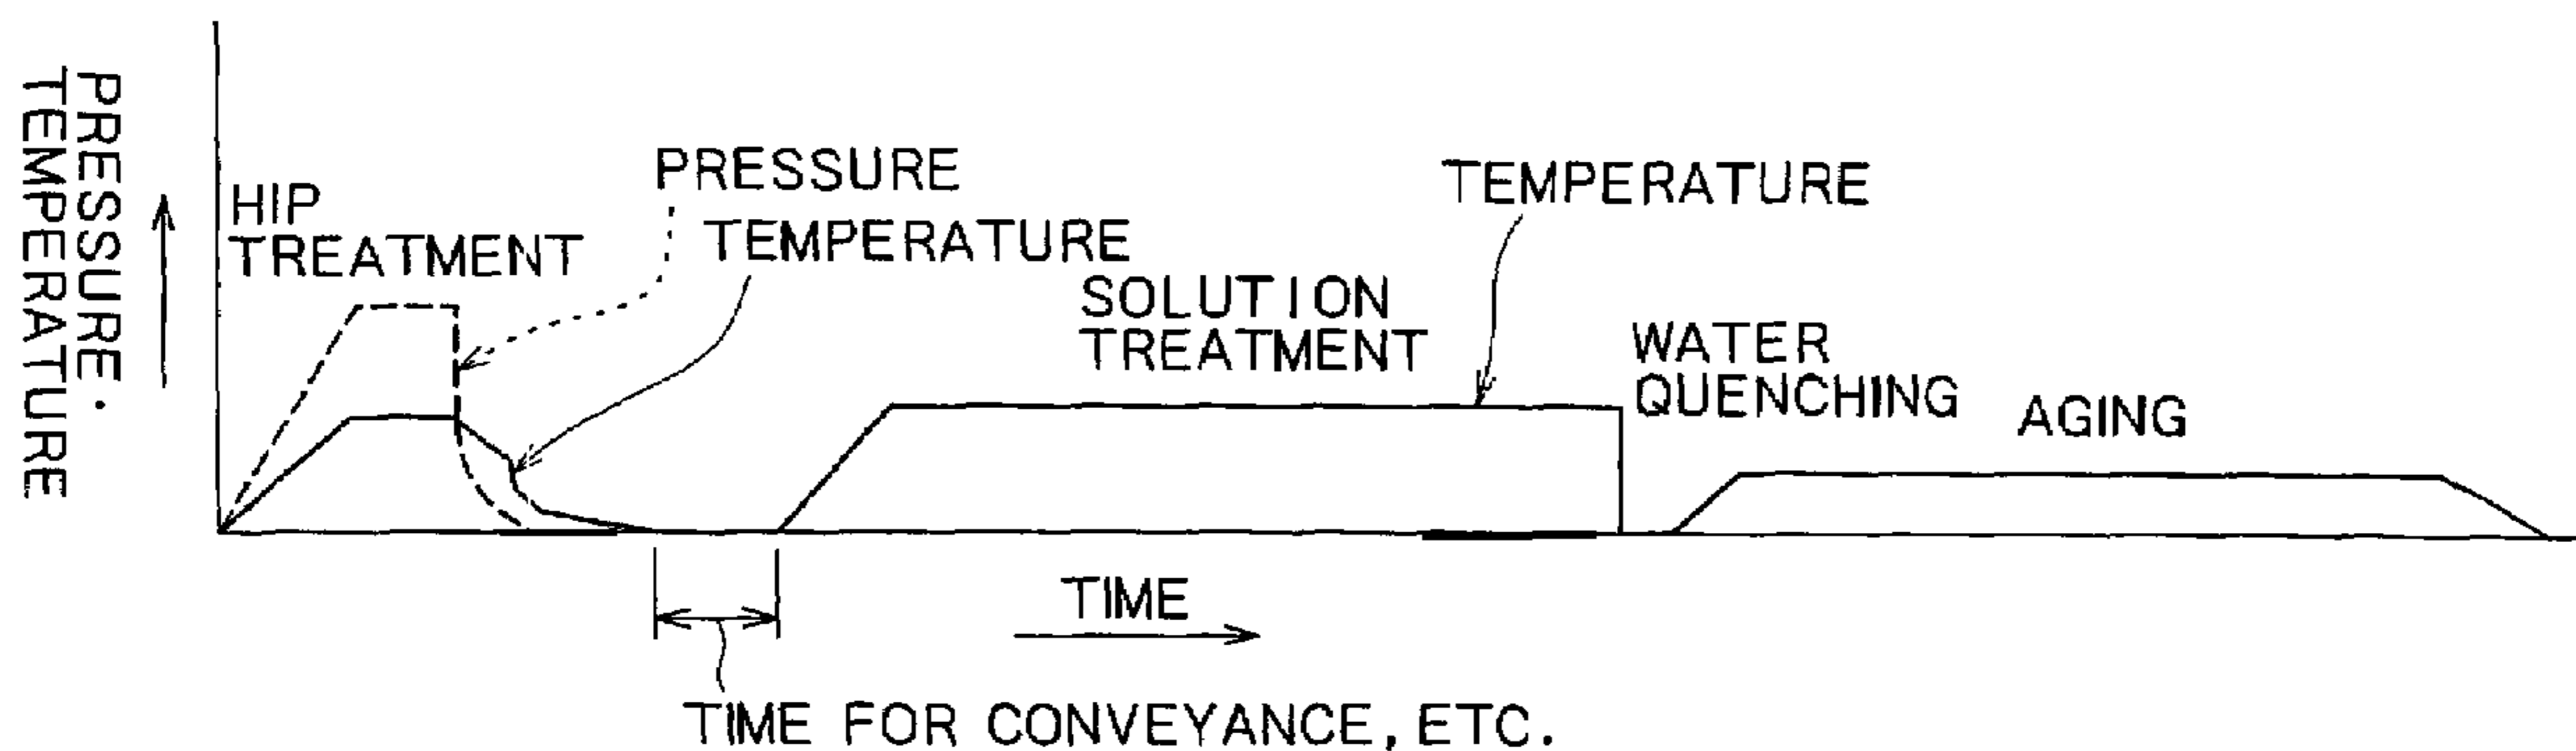 PRESSURE.
TEMPERATURE
HIP
TREATMENT
PRESSURE
TEMPERATURE
SOLUTION
TREATMENT
TEMPERATURE
WATER
QUENCHING
AGING
TIME
TIME FOR CONVEYANCE, ETC.